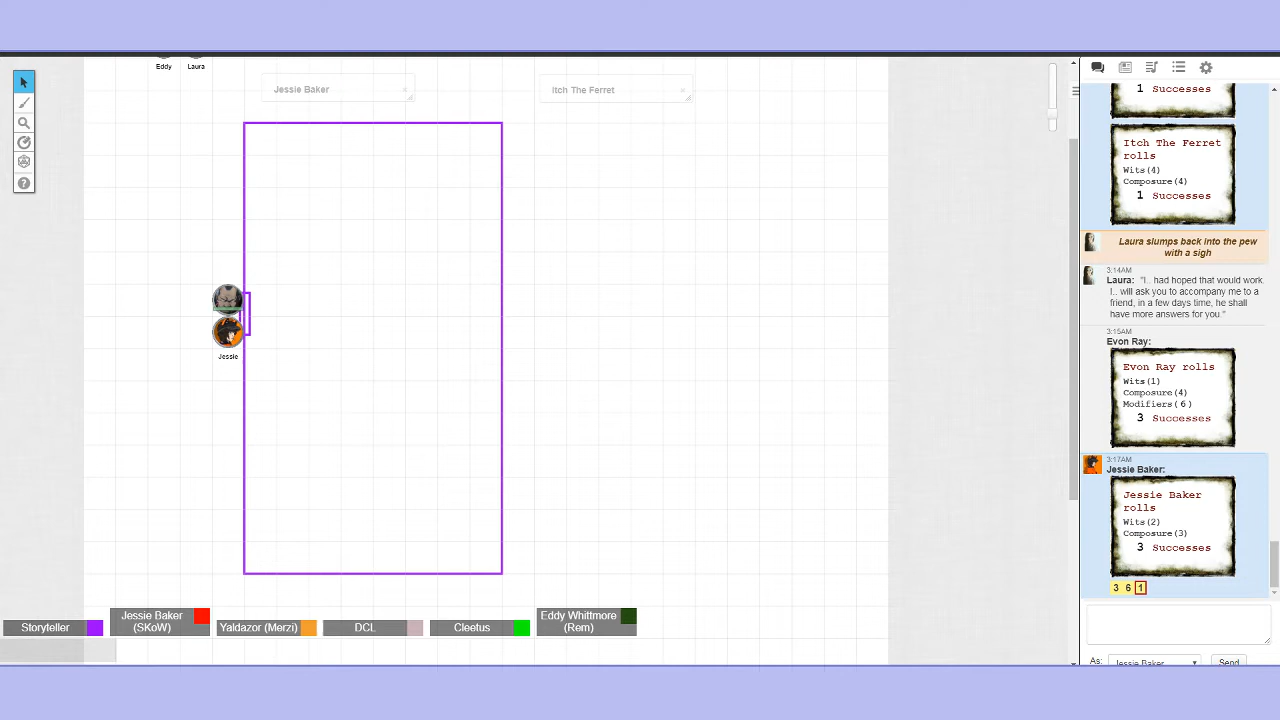 Eddy
Laura
Jessie Baker
Itch The Ferret
Jessie
Storyteller
Jessie Baker
(SKoW)
Yaldazor (Merzi)
DCL
Cleetus
Eddy Whittmore
(Rem)
1 Successes
Itch The Ferret
rolls
Wits(4)
Composure(4)
1 Successes
Laura slumps back into the pew
with a sigh
3:14AM
Laura: "I.. had hoped that would work.
I.. will ask you to accompany me to a
friend, in a few days time, he shall
have more answers for you."
3:15AM
Evon Ray:
Evon Ray rolls
Wits(1)
Composure(4)
Modifiers( 6 )
3 Successes
3:17AM
Jessie Baker:
Jessie Baker
rolls
Wits(2)
Composure(3)
3 Successes
3 6 1
As: Jessie Baker Send